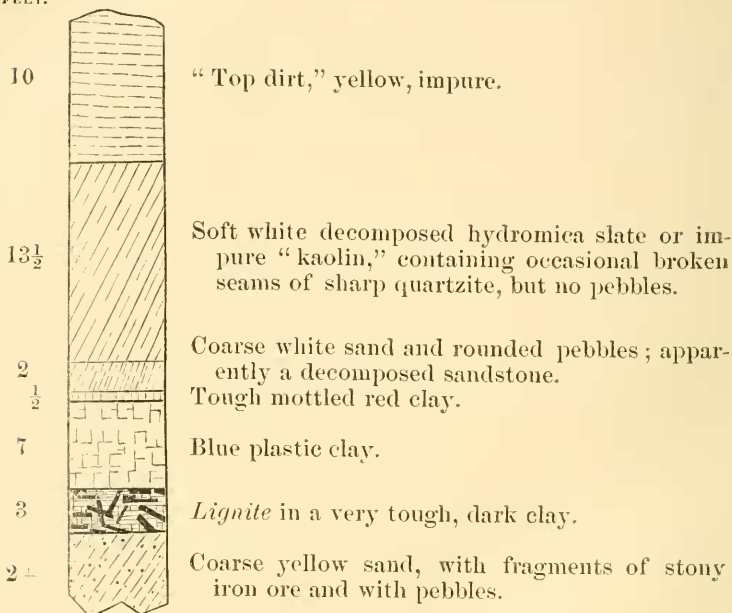 FEET.
10 “ Top dirt,” yellow, impure.
13½ Soft white decomposed hydromica slate or im-
pure “ kaolin,” containing occasional broken
seams of sharp quartzite, but no pebbles.
2 Coarse white sand and rounded pebbles ; appar-
ently a decomposed sandstone.
½ Tough mottled red clay.
7 Blue plastic clay.
3 Lignite in a very tough, dark clay.
2 Coarse yellow sand, with fragments of stony
iron ore and with pebbles.